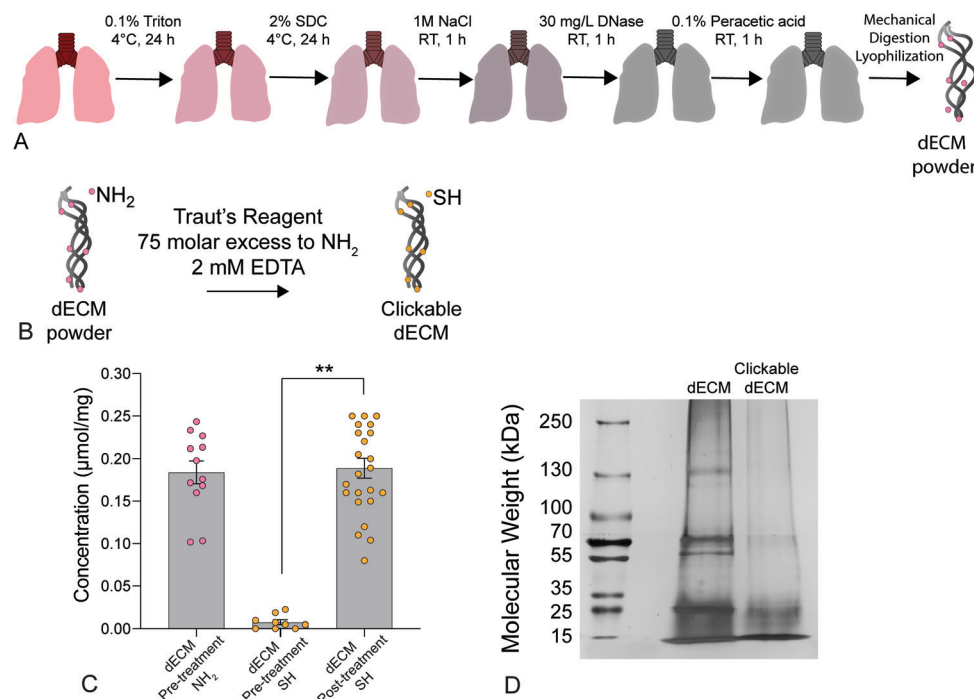 0.1% Triton
4°C, 24 h
2% SDC
4°C, 24 h
1M NaCl
RT, 1 h
30 mg/L DNase
RT, 1 h
0.1% Peracetic acid
RT, 1 h
Mechanical
Digestion
Lyophilization
dECM
powder
A
NH₂
dECM
powder
Traut's Reagent
75 molar excess to NH₂
2 mM EDTA
SH
Clickable
dECM
B
Concentration (µmol/mg)
0.30
0.25
0.20
0.15
0.10
0.05
0.00
**
dECM
Pre-treatment
NH₂
dECM
Pre-treatment
SH
dECM
Post-treatment
SH
C
Molecular Weight (kDa)
250
130
100
70
55
35
25
15
dECM
Clickable
dECM
D